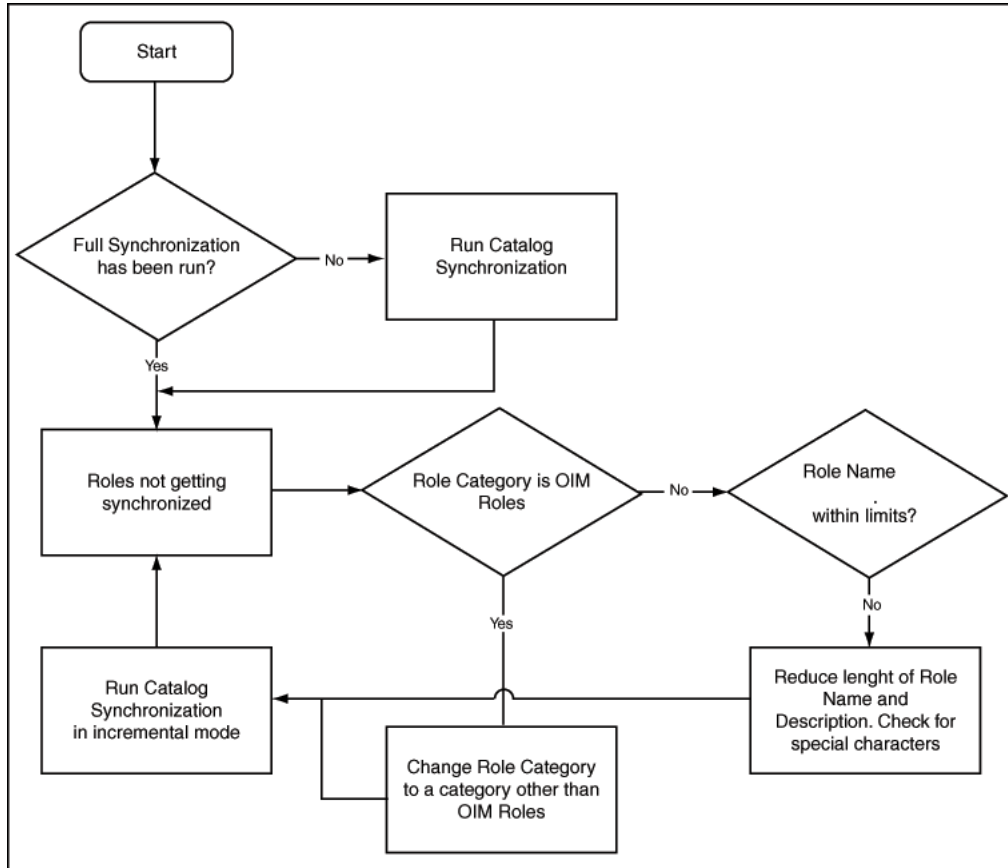 Start
Full Synchronization
has been run?
No
Run Catalog
Synchronization
Yes
Roles not getting
synchronized
Role Category is OIM
Roles
No
Role Name
.
within limits?
Yes
No
Run Catalog
Synchronization
in incremental mode
Reduce lenght of Role
Name and
Description. Check for
special characters
Change Role Category
to a category other than
OIM Roles